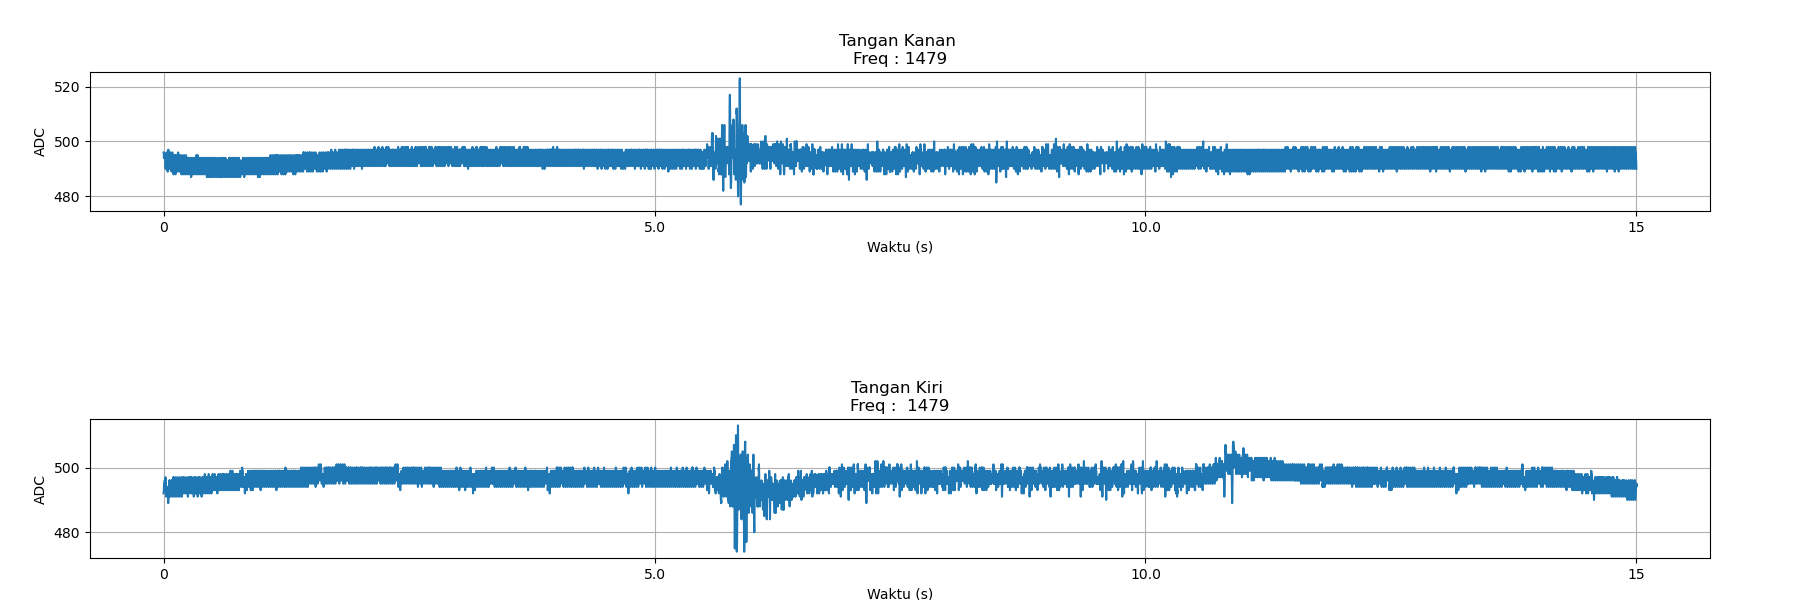 Tangan Kanan
Freq : 1479
520
500
480
ADC
0
5.0
10.0
15
Waktu (s)
Tangan Kiri
Freq :  1479
500
480
ADC
0
5.0
10.0
15
Waktu (s)